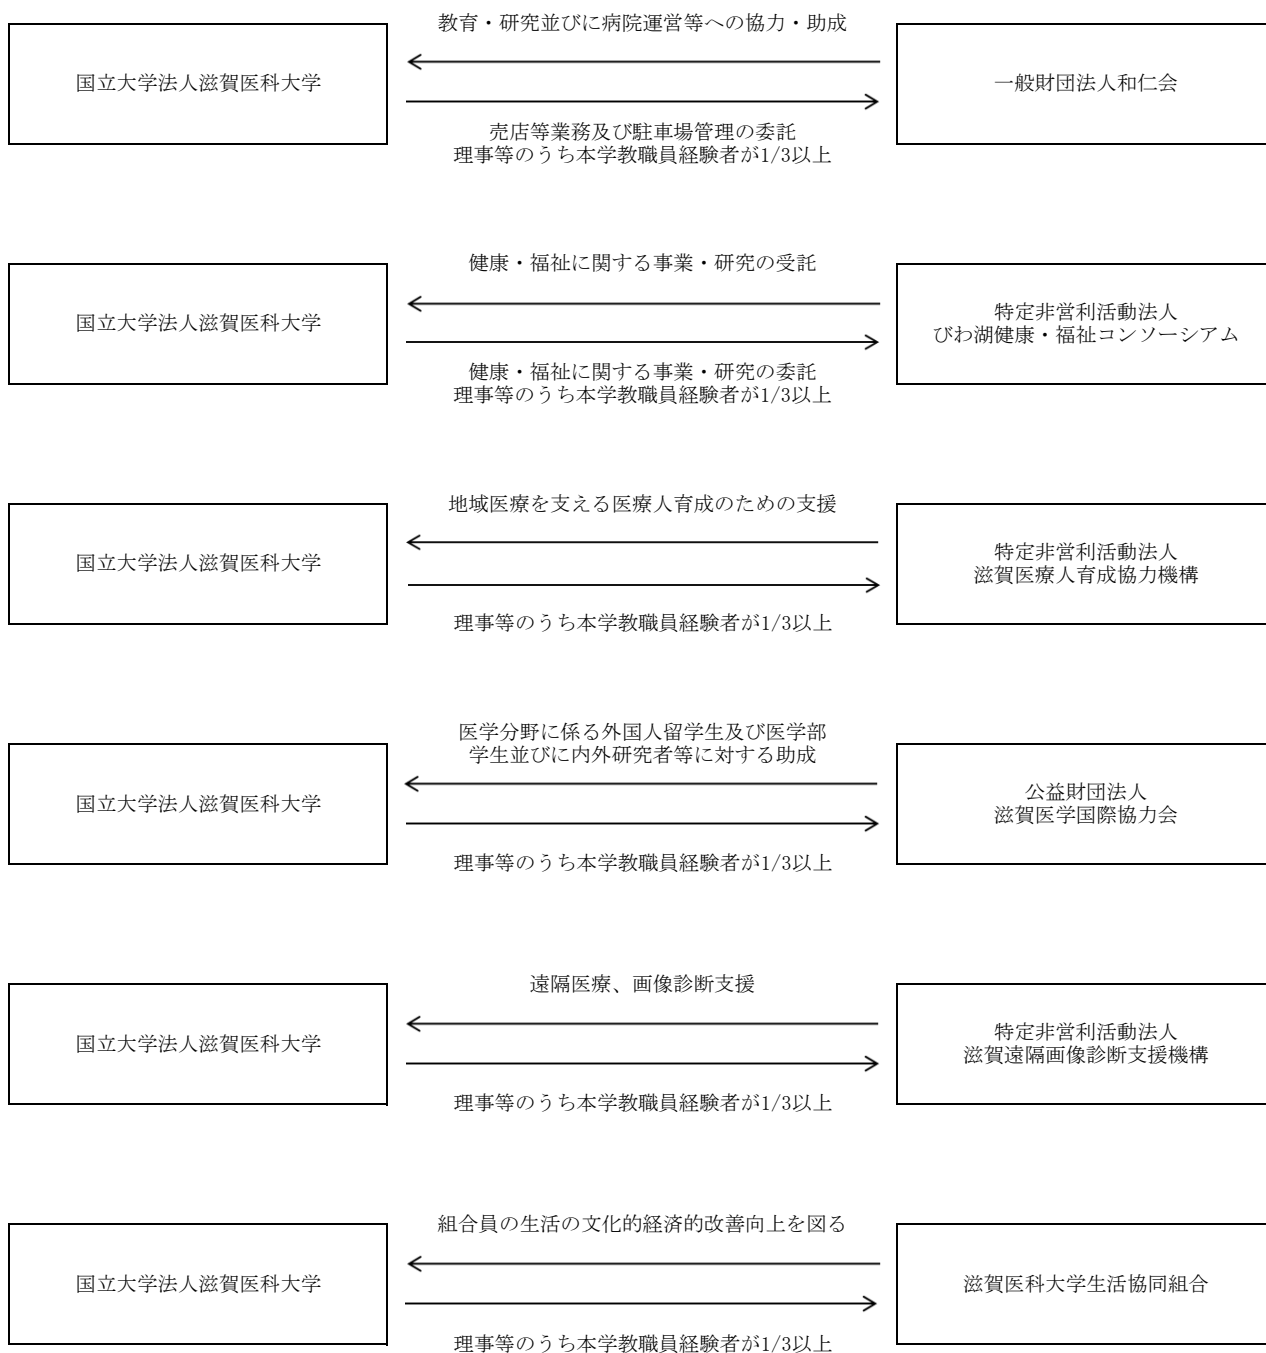 教育・研究並びに病院運営等への協力・助成
国立大学法人滋賀医科大学
一般財団法人和仁会
売店等業務及び駐車場管理の委託
理事等のうち本学教職員経験者が1/3以上
健康・福祉に関する事業・研究の受託
国立大学法人滋賀医科大学
特定非営利活動法人
びわ湖健康・福祉コンソーシアム
健康・福祉に関する事業・研究の委託
理事等のうち本学教職員経験者が1/3以上
地域医療を支える医療人育成のための支援
国立大学法人滋賀医科大学
特定非営利活動法人
滋賀医療人育成協力機構
理事等のうち本学教職員経験者が1/3以上
医学分野に係る外国人留学生及び医学部
学生並びに内外研究者等に対する助成
国立大学法人滋賀医科大学
公益財団法人
滋賀医学国際協力会
理事等のうち本学教職員経験者が1/3以上
遠隔医療、画像診断支援
国立大学法人滋賀医科大学
特定非営利活動法人
滋賀遠隔画像診断支援機構
理事等のうち本学教職員経験者が1/3以上
組合員の生活の文化的経済的改善向上を図る
国立大学法人滋賀医科大学
滋賀医科大学生活協同組合
理事等のうち本学教職員経験者が1/3以上